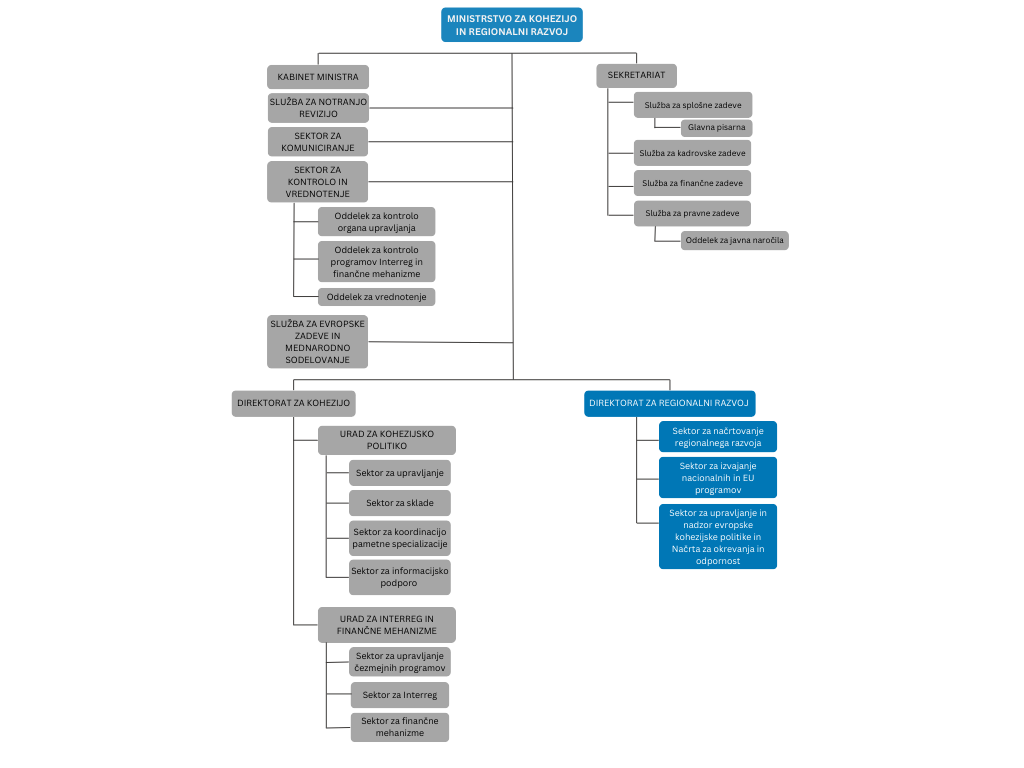 MINISTRSTVO ZA KOHEZIJO
IN REGIONALNI RAZVOJ
KABINET MINISTRA
SLUŽBA ZA NOTRANJO
REVIZIJO
SEKTOR ZA
KOMUNICIRANJE
SEKTOR ZA
KONTROLO IN
VREDNOTENJE
Oddelek za kontrolo
organa upravljanja
Oddelek za kontrolo
programov Interreg in
finančne mehanizme
Oddelek za vrednotenje
SLUŽBA ZA EVROPSKE
ZADEVE IN
MEDNARODNO
SODELOVANJE
SEKRETARIAT
Služba za splošne zadeve
Glavna pisarna
Služba za kadrovske zadeve
Služba za finančne zadeve
Služba za pravne zadeve
Oddelek za javna naročila
DIREKTORAT ZA KOHEZIJO
URAD ZA KOHEZIJSKO
POLITIKO
Sektor za upravljanje
Sektor za sklade
Sektor za koordinacijo
pametne specializacije
Sektor za informacijsko
podporo
URAD ZA INTERREG IN
FINANČNE MEHANIZME
Sektor za upravljanje
čezmejnih programov
Sektor za Interreg
Sektor za finančne
mehanizme
DIREKTORAT ZA REGIONALNI RAZVOJ
Sektor za načrtovanje
regionalnega razvoja
Sektor za izvajanje
nacionalnih in EU
programov
Sektor za upravljanje in
nadzor evropske
kohezijske politike in
Načrta za okrevanja in
odpornost